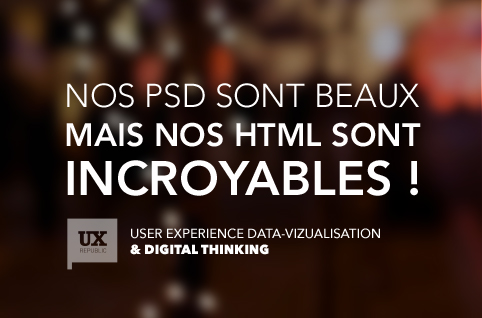 NOS PSD SONT BEAUX
MAIS NOS HTML SONT
INCROYABLES !
UX
REPUBLIC
USER EXPERIENCE DATA-VIZUALISATION
& DIGITAL THINKING